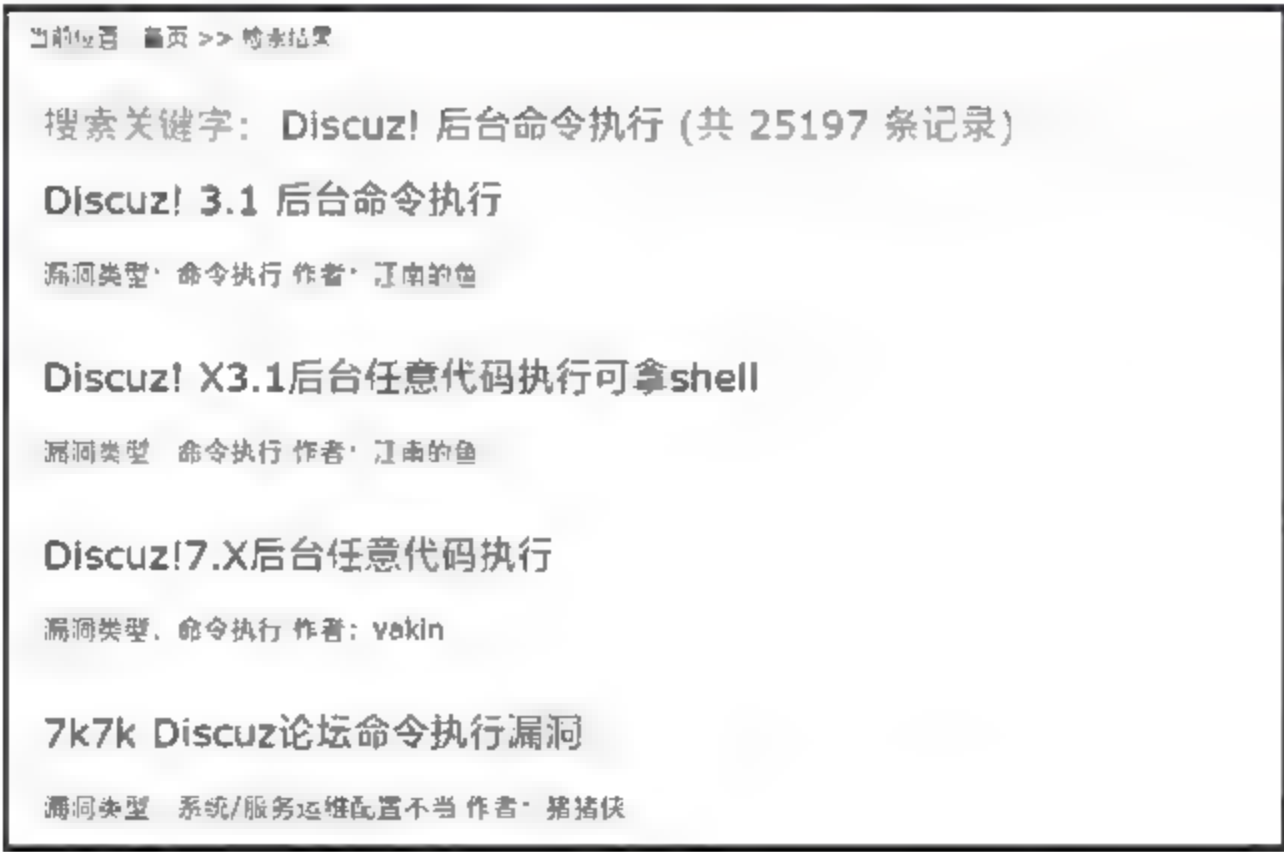 当前位置 首页 >> 检索结果
搜索关键字: Discuz! 后台命令执行 (共 25197 条记录)
Discuz! 3.1 后台命令执行
漏洞类型: 命令执行 作者: 江南的鱼
Discuz! X3.1后台任意代码执行可拿shell
漏洞类型 命令执行 作者: 江南的鱼
Discuz!7.X后台任意代码执行
漏洞类型: 命令执行 作者: yakin
7k7k Discuz论坛命令执行漏洞
漏洞类型 系统/服务运维配置不当 作者: 猪猪侠